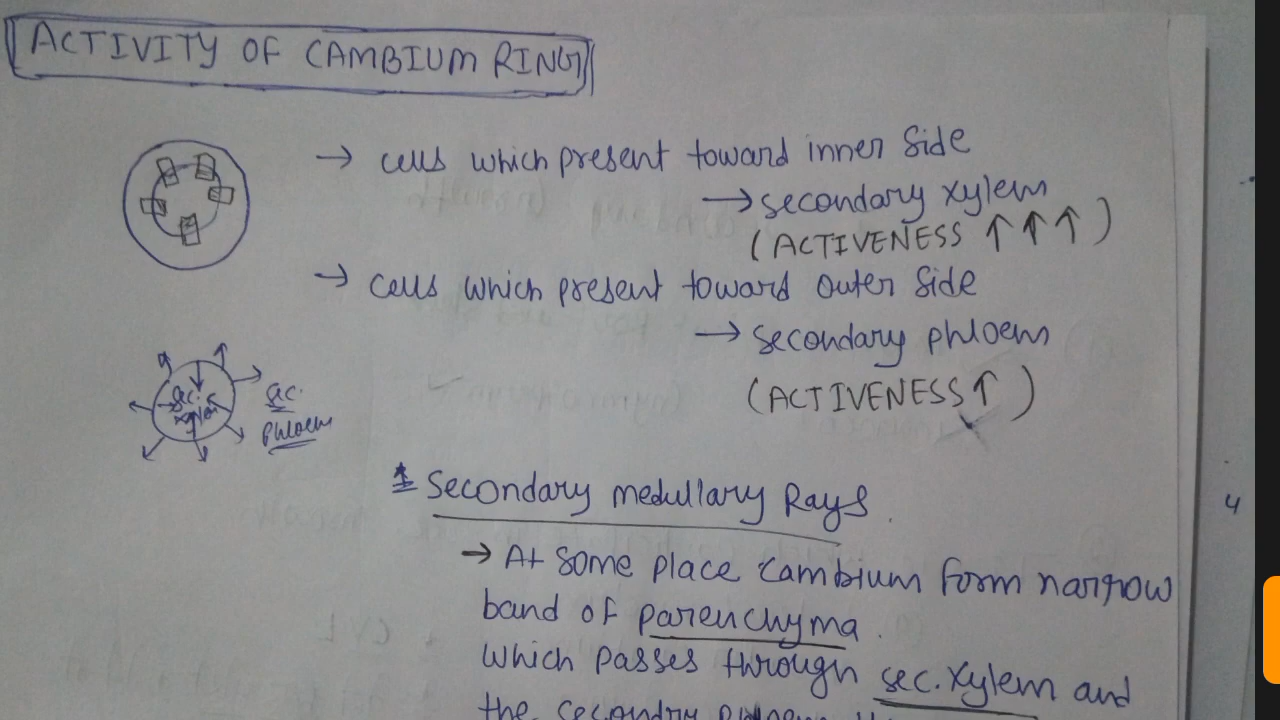 ACTIVITY OF CAMBIUM RING
→ cells which present toward inner side
→ secondary xylem
(ACTIVENESS ↑ ↑ ↑)
→ cells which present toward outer side
→ secondary phloem
(ACTIVENESS ↑)
sec.
xylem
sec.
phloem
Secondary medullary Rays.
→ At some place cambium form narrow
band of parenchyma.
which passes through sec. xylem and
the
4